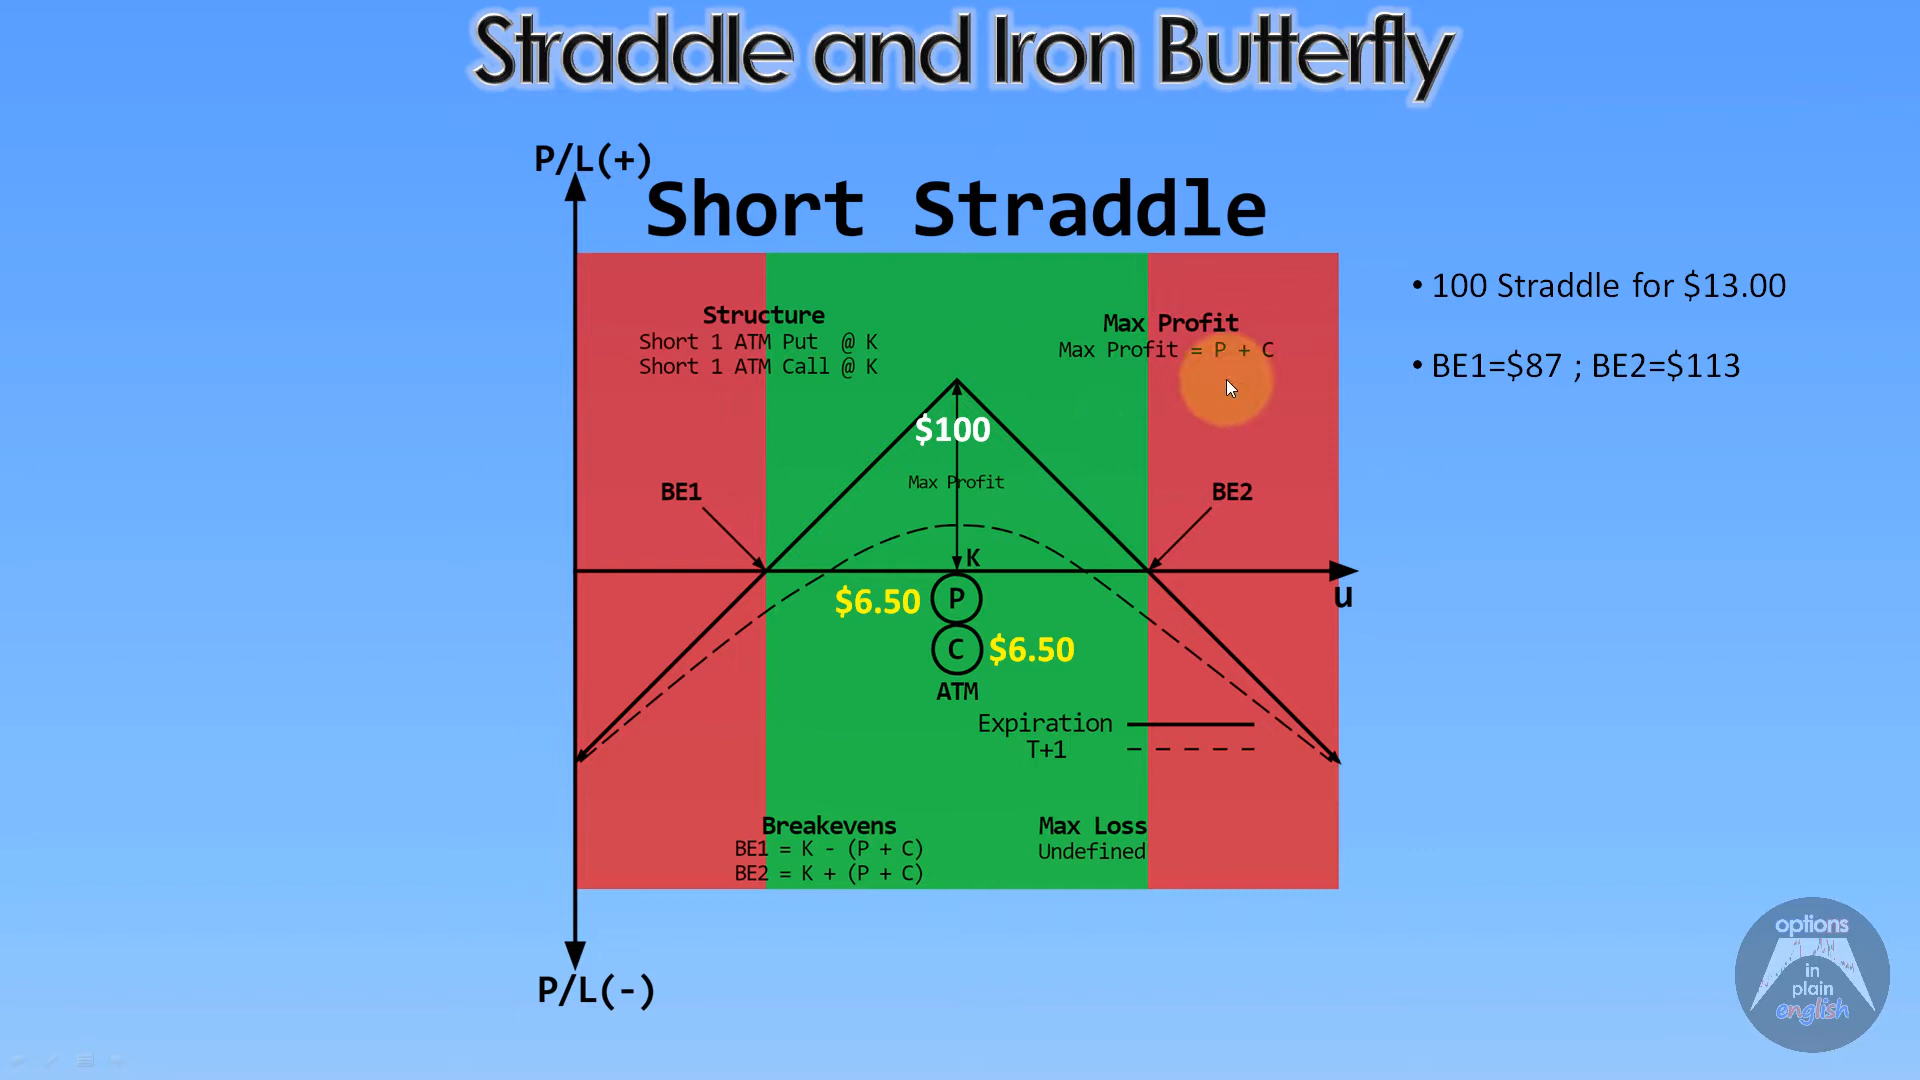 Straddle and Iron Butterfly
P/L(+)
Short Straddle
Structure
Short 1 ATM Put @ K
Short 1 ATM Call @ K
Max Profit
Max Profit = P + C
• 100 Straddle for $13.00
• BE1=$87 ; BE2=$113
$100
Max Profit
BE1
BE2
K
u
$6.50
P
C
$6.50
ATM
Expiration
T+1
Breakevens
BE1 = K - (P + C)
BE2 = K + (P + C)
Max Loss
Undefined
P/L(-)
options
in
plain
english